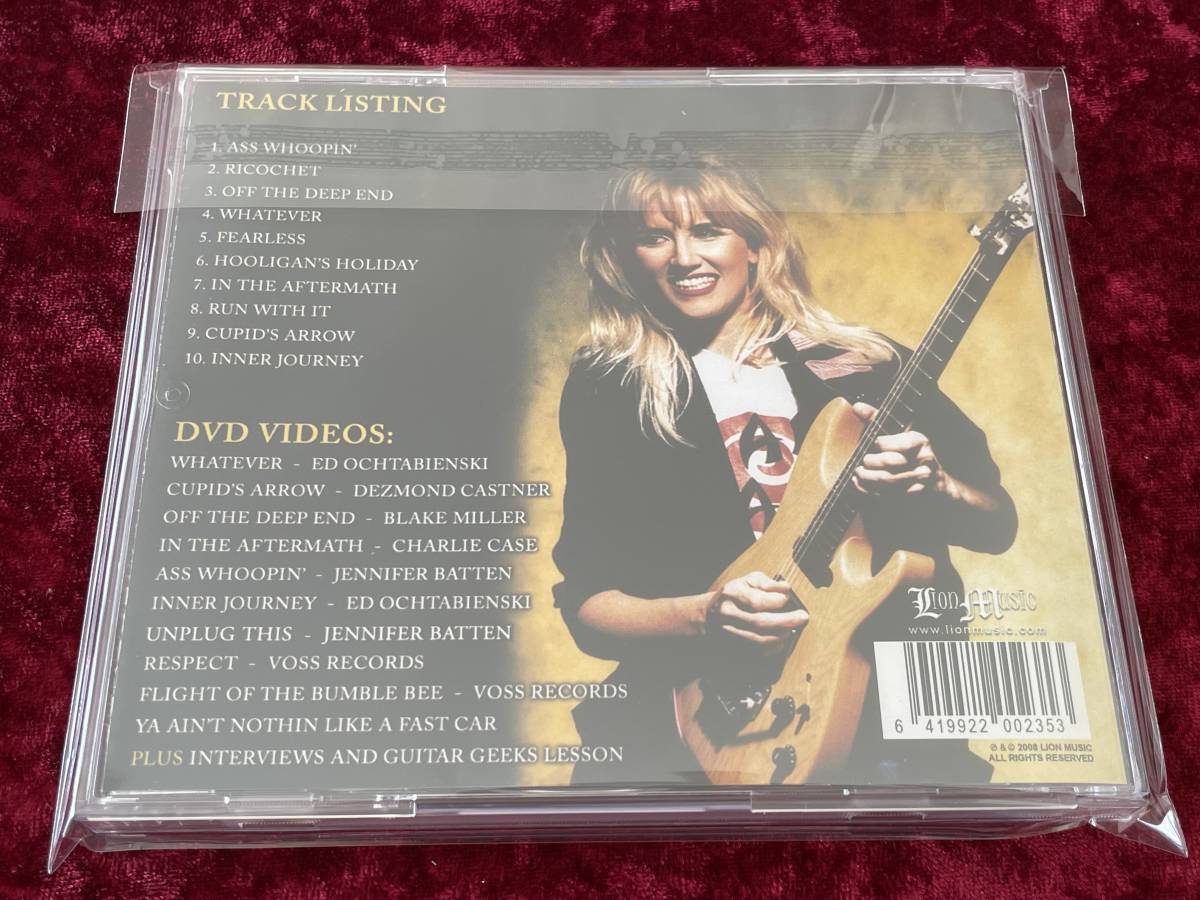 TRACK LISTING
1. ASS WHOOPIN'
2. RICOCHET
3. OFF THE DEEP END
4. WHATEVER
5. FEARLESS
6. HOOLIGAN'S HOLIDAY
7. IN THE AFTERMATH
8. RUN WITH IT
9. CUPID'S ARROW
10. INNER JOURNEY
DVD VIDEOS:
WHATEVER - ED OCHTABIENSKI
CUPID'S ARROW - DEZMOND CASTNER
OFF THE DEEP END - BLAKE MILLER
IN THE AFTERMATH - CHARLIE CASE
ASS WHOOPIN' - JENNIFER BATTEN
INNER JOURNEY - ED OCHTABIENSKI
UNPLUG THIS - JENNIFER BATTEN
RESPECT - VOSS RECORDS
FLIGHT OF THE BUMBLE BEE - VOSS RECORDS
YA AIN'T NOTHIN LIKE A FAST CAR
PLUS INTERVIEWS AND GUITAR GEEKS LESSON
Lion Music
www.lionmusic.com
6 419922 002353
℗ & © 2008 LION MUSIC
ALL RIGHTS RESERVED